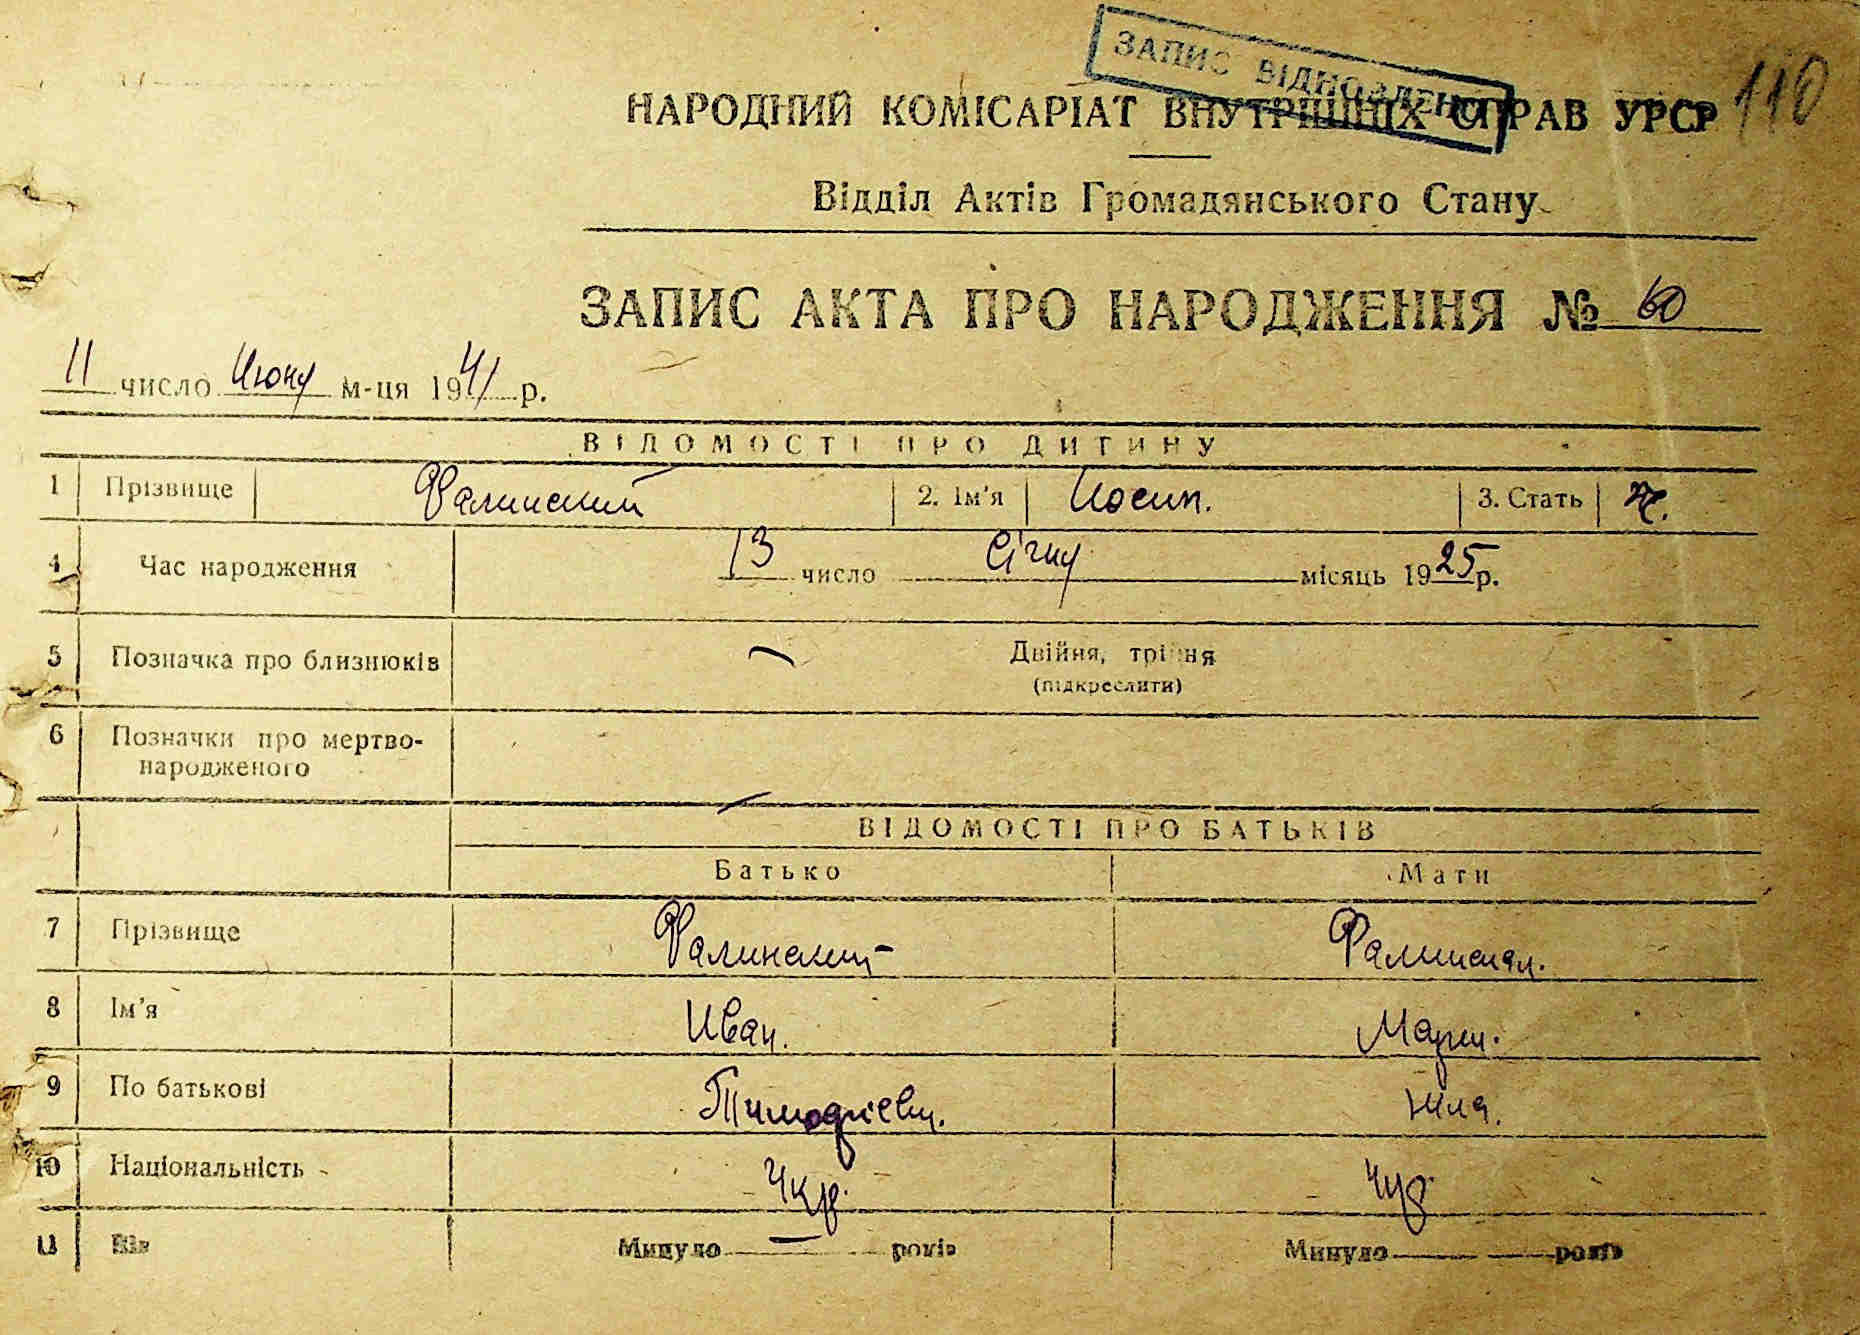 ЗАПИС ВІДНОВЛЕНО
110
НАРОДНИЙ КОМІСАРІАТ ВНУТРІШНІХ СПРАВ УРСР
Відділ Актів Громадянського Стану
ЗАПИС АКТА ПРО НАРОДЖЕННЯ № 60
11 число Июну м-ця 1941 р.
ВІДОМОСТІ ПРО ДИТИНУ
1 Прізвище Фалинский 2. Ім'я Иосип. 3. Стать
4 Час народження 13 число Січну місяць 1925 р.
5 Позначка про близнюків Двійня, трійня
(підкреслити)
6 Позначки про мертво-
народженого
ВІДОМОСТІ ПРО БАТЬКІВ
Батько Мати
7 Прізвище Фалинский Фалинская.
8 Ім'я Иван. Мария.
9 По батькові
10 Національність Укр.
11 Вік Минуло — років Минуло — років